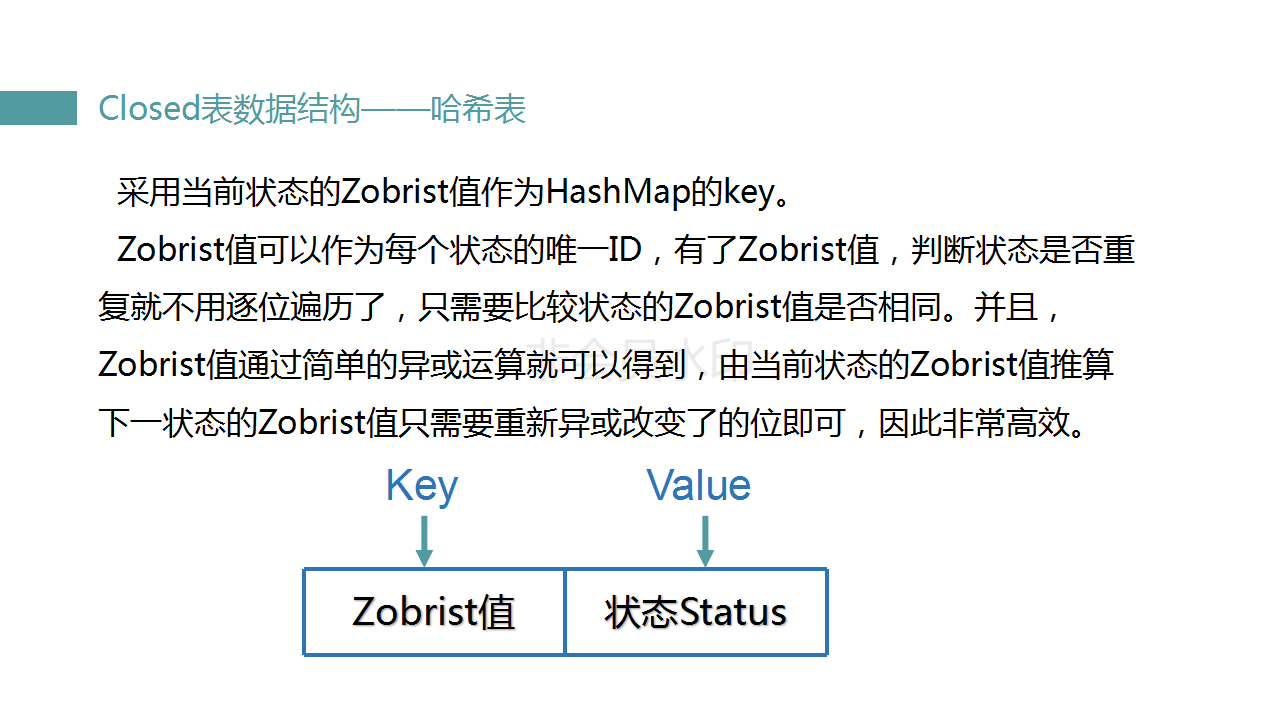 Closed表数据结构——哈希表
采用当前状态的Zobrist值作为HashMap的key。
Zobrist值可以作为每个状态的唯一ID，有了Zobrist值，判断状态是否重
复就不用逐位遍历了，只需要比较状态的Zobrist值是否相同。并且，
Zobrist值通过简单的异或运算就可以得到，由当前状态的Zobrist值推算
下一状态的Zobrist值只需要重新异或改变了的位即可，因此非常高效。
非会员水印
Key Value
Zobrist值 状态Status